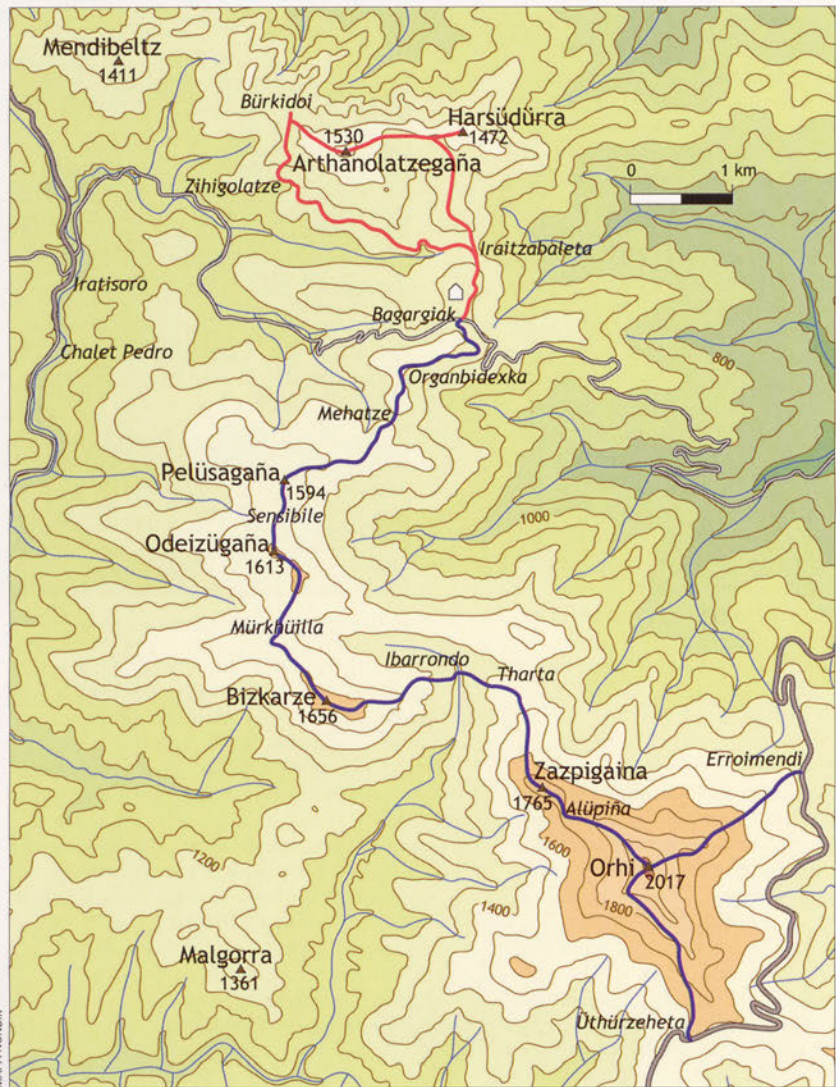 Mendibeltz
1411
Bürkidoi
1530
Harsüdürra
1472
Arthanolatzegaña
0 1 km
Zihigolatze
Iraitzabaleta
Iratisoro
Bagargiak
Chalet Pedro
Organbidexka
800
Mehatze
Pelüsagaña
1594
Sensibile
1000
Odeizügaña
1613
Mürkhüilla
Ibarrondo
Tharta
Bizkarze
1656
Erroimendi
Zazpigaina
1765
Alüpiña
1600
1200
Orhi
2017
1400
1800
Malgorra
1361
Üthürzeheta